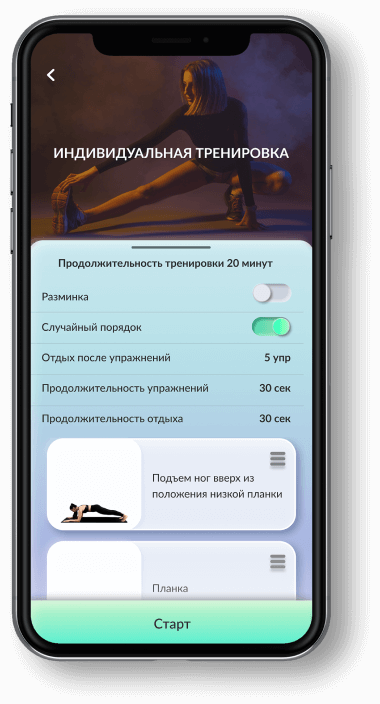 ИНДИВИДУАЛЬНАЯ ТРЕНИРОВКА
Продолжительность тренировки 20 минут
Разминка
Случайный порядок
Отдых после упражнений 5 упр
Продолжительность упражнений 30 сек
Продолжительность отдыха 30 сек
Подъем ног вверх из
положения низкой планки
Планка
Старт